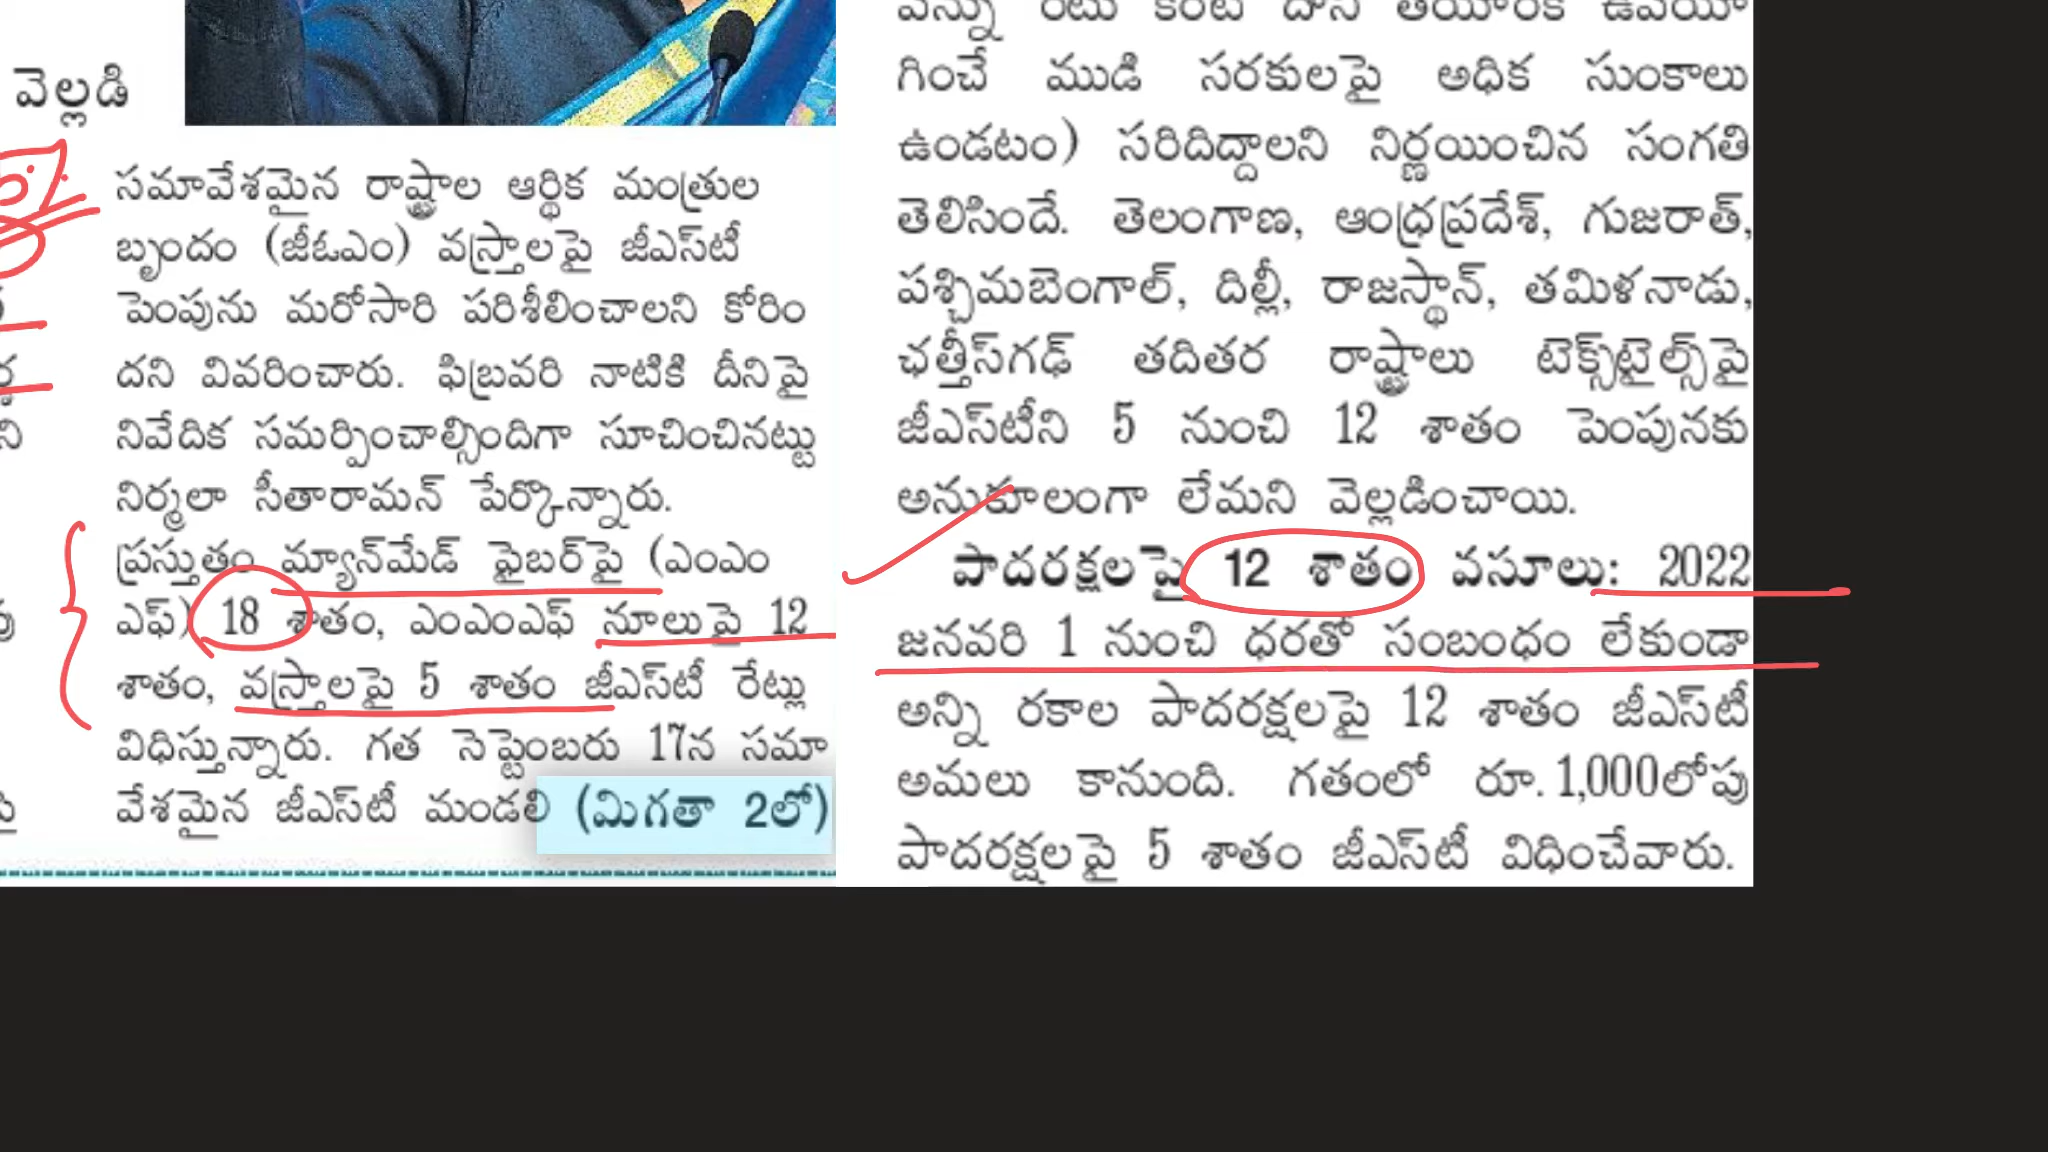 వెల్లడి
సమావేశమైన రాష్ట్రాల ఆర్థిక మంత్రుల
బృందం (జీఓఎం) వస్త్రాలపై జీఎస్‌టీ
పెంపును మరోసారి పరిశీలించాలని కోరిం
దని వివరించారు. ఫిబ్రవరి నాటికి దీనిపై
నివేదిక సమర్పించాల్సిందిగా సూచించినట్టు
నిర్మలా సీతారామన్ పేర్కొన్నారు.
ప్రస్తుతం మ్యాన్‌మేడ్ ఫైబర్‌పై (ఎంఎం
ఎఫ్) 18 శాతం, ఎంఎంఎఫ్ నూలుపై 12
శాతం, వస్త్రాలపై 5 శాతం జీఎస్‌టీ రేట్లు
విధిస్తున్నారు. గత సెప్టెంబరు 17న సమా
వేశమైన జీఎస్‌టీ మండలి (మిగతా 2లో)
గించే ముడి సరకులపై అధిక సుంకాలు
ఉండటం) సరిదిద్దాలని నిర్ణయించిన సంగతి
తెలిసిందే. తెలంగాణ, ఆంధ్రప్రదేశ్, గుజరాత్,
పశ్చిమబెంగాల్, దిల్లీ, రాజస్థాన్, తమిళనాడు,
ఛత్తీస్‌గఢ్ తదితర రాష్ట్రాలు టెక్స్‌టైల్స్‌పై
జీఎస్‌టీని 5 నుంచి 12 శాతం పెంపునకు
అనుకూలంగా లేమని వెల్లడించాయి.
పాదరక్షలపై 12 శాతం వసూలు: 2022
జనవరి 1 నుంచి ధరతో సంబంధం లేకుండా
అన్ని రకాల పాదరక్షలపై 12 శాతం జీఎస్‌టీ
అమలు కానుంది. గతంలో రూ.1,000లోపు
పాదరక్షలపై 5 శాతం జీఎస్‌టీ విధించేవారు.